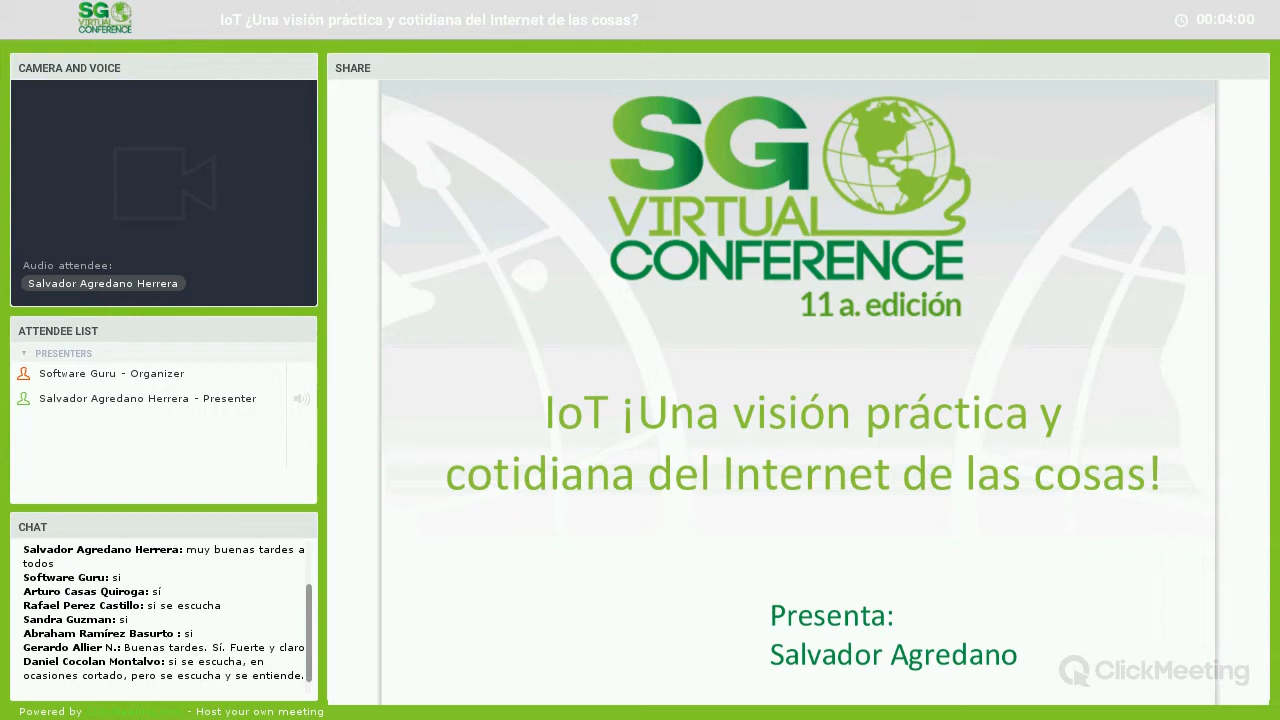 SG
VIRTUAL
CONFERENCE
IoT ¿Una visión práctica y cotidiana del Internet de las cosas?
00:04:00
CAMERA AND VOICE
Audio attendee:
Salvador Agredano Herrera
ATTENDEE LIST
PRESENTERS
Software Guru - Organizer
Salvador Agredano Herrera - Presenter
CHAT
Salvador Agredano Herrera: muy buenas tardes a
todos
Software Guru: si
Arturo Casas Quiroga: sí
Rafael Perez Castillo: si se escucha
Sandra Guzman: si
Abraham Ramírez Basurto : si
Gerardo Allier N.: Buenas tardes. Sí. Fuerte y claro
Daniel Cocolan Montalvo: si se escucha, en
ocasiones cortado, pero se escucha y se entiende.
Powered by - Host your own meeting
SHARE
SG
VIRTUAL
CONFERENCE
11 a. edición
IoT ¡Una visión práctica y
cotidiana del Internet de las cosas!
Presenta:
Salvador Agredano
ClickMeeting